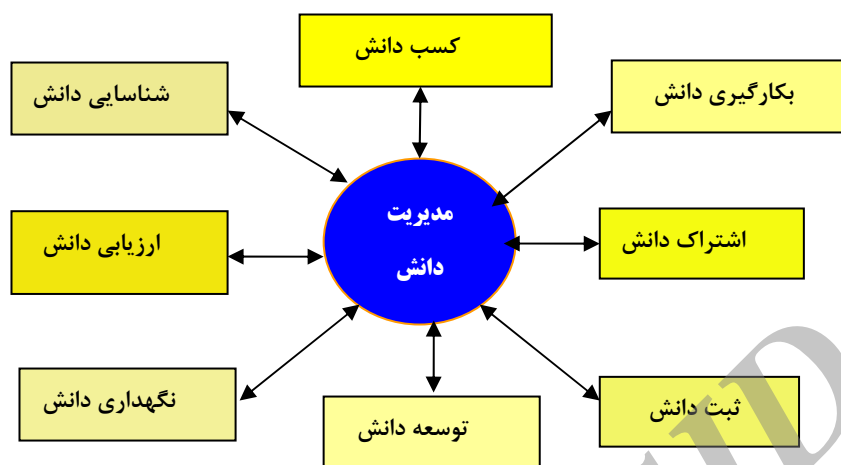 کسب دانش
بکارگیری دانش
شناسایی دانش
مدیریت
دانش
اشتراک دانش
ارزیابی دانش
ثبت دانش
توسعه دانش
نگهداری دانش